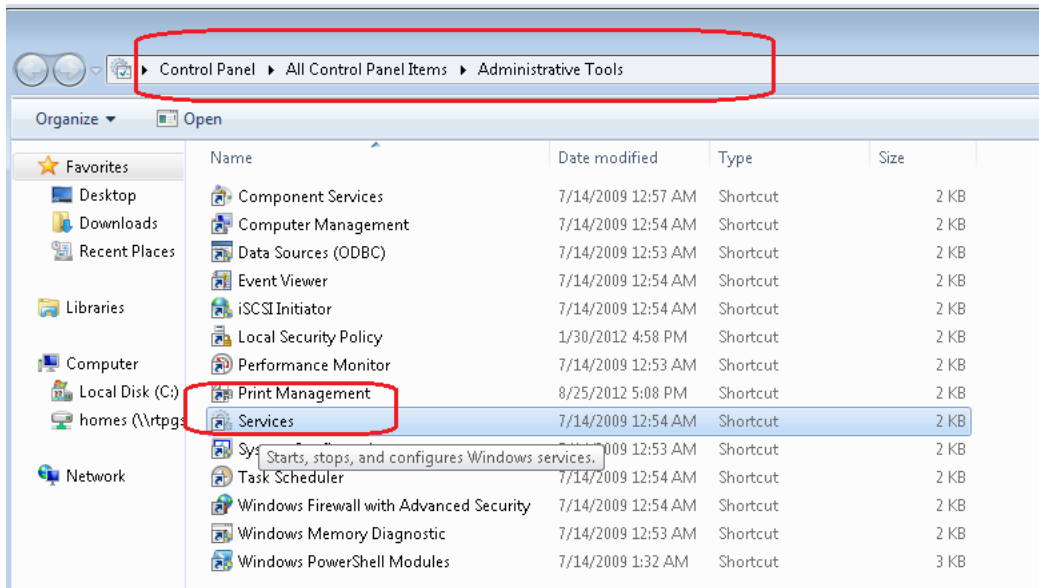 Control Panel All Control Panel Items Administrative Tools
Organize Open
Name Date modified Type Size
Favorites
Desktop
Downloads
Recent Places
Libraries
Computer
Local Disk (C:)
homes (\\rtpgs
Network
Component Services 7/14/2009 12:57 AM Shortcut 2 KB
Computer Management 7/14/2009 12:54 AM Shortcut 2 KB
Data Sources (ODBC) 7/14/2009 12:53 AM Shortcut 2 KB
Event Viewer 7/14/2009 12:54 AM Shortcut 2 KB
iSCSI Initiator 7/14/2009 12:54 AM Shortcut 2 KB
Local Security Policy 1/30/2012 4:58 PM Shortcut 2 KB
Performance Monitor 7/14/2009 12:53 AM Shortcut 2 KB
Print Management 8/25/2012 5:08 PM Shortcut 2 KB
Services 7/14/2009 12:54 AM Shortcut 2 KB
Sys 009 12:53 AM Shortcut 2 KB
Starts, stops, and configures Windows services.
Task Scheduler 7/14/2009 12:54 AM Shortcut 2 KB
Windows Firewall with Advanced Security 7/14/2009 12:54 AM Shortcut 2 KB
Windows Memory Diagnostic 7/14/2009 12:53 AM Shortcut 2 KB
Windows PowerShell Modules 7/14/2009 1:32 AM Shortcut 3 KB